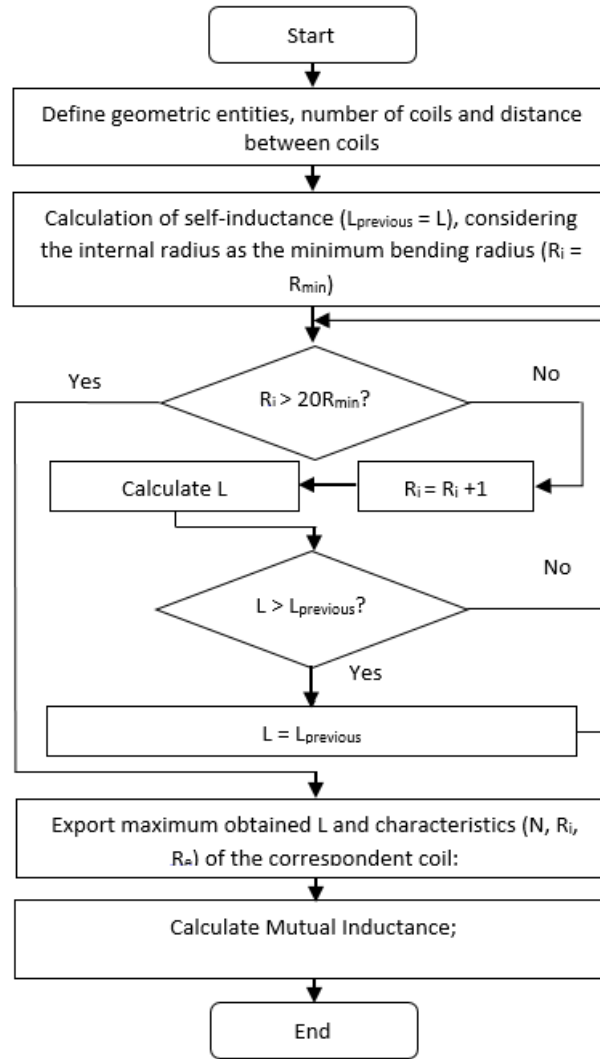 Start
Define geometric entities, number of coils and distance
between coils
Calculation of self-inductance (Lprevious = L), considering
the internal radius as the minimum bending radius (Ri =
Rmin)
Yes
No
Ri > 20Rmin?
Calculate L
Ri = Ri +1
No
L > Lprevious?
Yes
L = Lprevious
Export maximum obtained L and characteristics (N, Ri,
Re) of the correspondent coil:
Calculate Mutual Inductance;
End